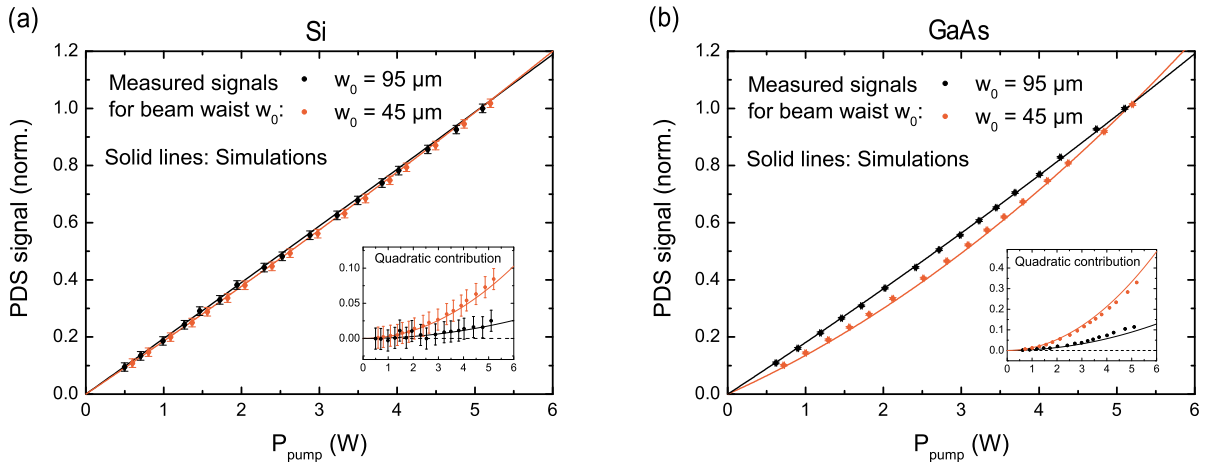 (a)
Si
PDS signal (norm.)
1.2
1.0
0.8
0.6
0.4
0.2
0.0
Measured signals
for beam waist w₀:
w₀ = 95 µm
w₀ = 45 µm
Solid lines: Simulations
Quadratic contribution
0.10
0.05
0.00
0 1 2 3 4 5 6
0 1 2 3 4 5 6
P_pump (W)
(b)
GaAs
PDS signal (norm.)
1.2
1.0
0.8
0.6
0.4
0.2
0.0
Measured signals
for beam waist w₀:
w₀ = 95 µm
w₀ = 45 µm
Solid lines: Simulations
Quadratic contribution
0.4
0.3
0.2
0.1
0.0
0 1 2 3 4 5 6
0 1 2 3 4 5 6
P_pump (W)